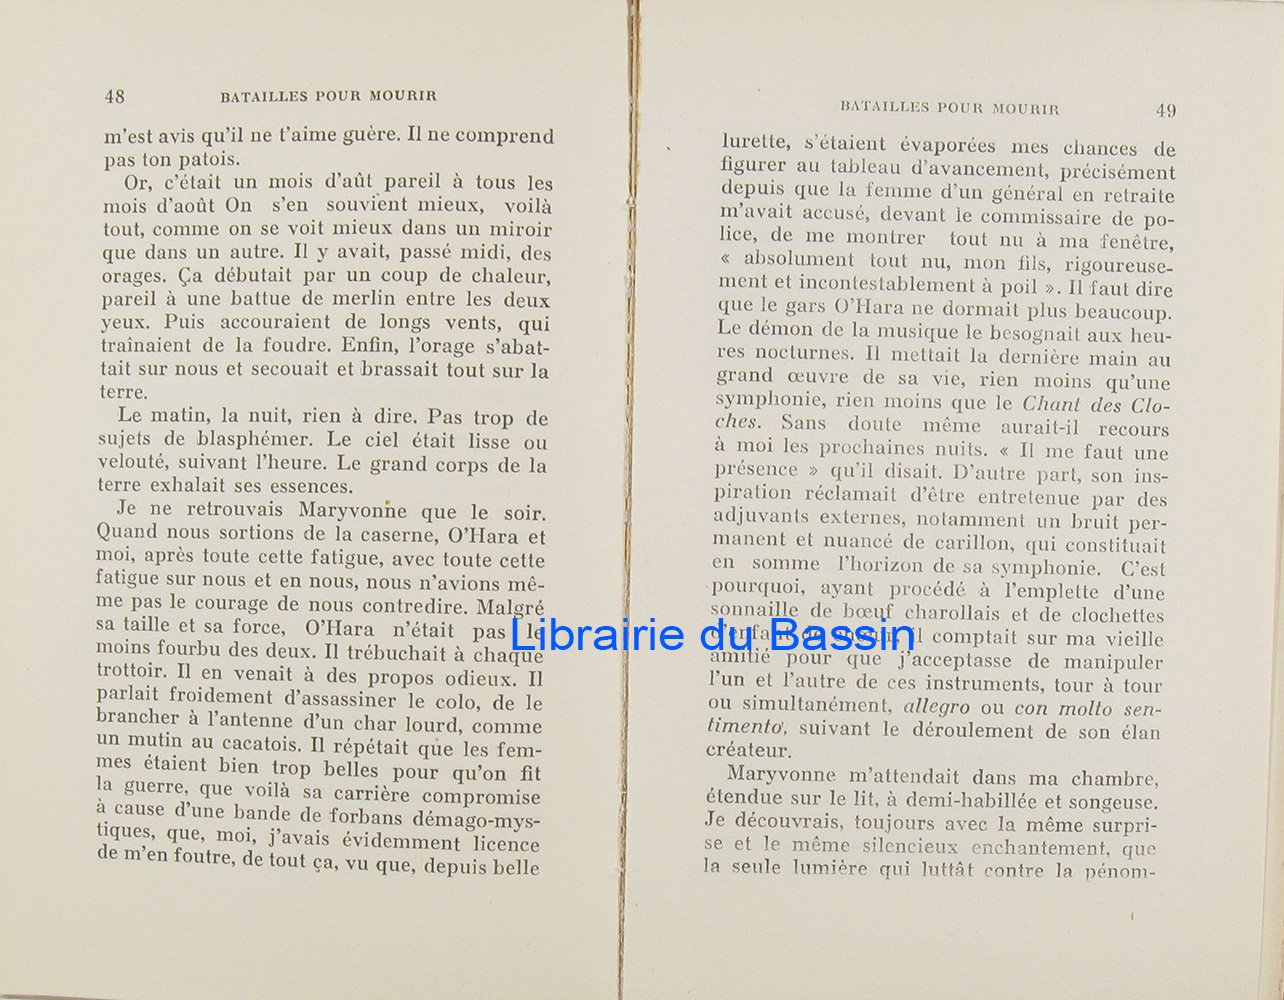 48 BATAILLES POUR MOURIR
m'est avis qu'il ne t'aime guère. Il ne comprend
pas ton patois.
Or, c'était un mois d'aût pareil à tous les
mois d'août On s'en souvient mieux, voilà
tout, comme on se voit mieux dans un miroir
que dans un autre. Il y avait, passé midi, des
orages. Ça débutait par un coup de chaleur,
pareil à une battue de merlin entre les deux
yeux. Puis accouraient de longs vents, qui
traînaient de la foudre. Enfin, l'orage s'abat-
tait sur nous et secouait et brassait tout sur la
terre.
Le matin, la nuit, rien à dire. Pas trop de
sujets de blasphémer. Le ciel était lisse ou
velouté, suivant l'heure. Le grand corps de la
terre exhalait ses essences.
Je ne retrouvais Maryvonne que le soir.
Quand nous sortions de la caserne, O'Hara et
moi, après toute cette fatigue, avec toute cette
fatigue sur nous et en nous, nous n'avions mê-
me pas le courage de nous contredire. Malgré
sa taille et sa force, O'Hara n'était pas le
moins fourbu des deux. Il trébuchait à chaque
trottoir. Il en venait à des propos odieux. Il
parlait froidement d'assassiner le colo, de le
brancher à l'antenne d'un char lourd, comme
un mutin au cacatois. Il répétait que les fem-
mes étaient bien trop belles pour qu'on fît
la guerre, que voilà sa carrière compromise
à cause d'une bande de forbans démago-mys-
tiques, que, moi, j'avais évidemment licence
de m'en foutre, de tout ça, vu que, depuis belle
BATAILLES POUR MOURIR 49
lurette, s'étaient évaporées mes chances de
figurer au tableau d'avancement, précisément
depuis que la femme d'un général en retraite
m'avait accusé, devant le commissaire de po-
lice, de me montrer tout nu à ma fenêtre,
« absolument tout nu, mon fils, rigoureuse-
ment et incontestablement à poil ». Il faut dire
que le gars O'Hara ne dormait plus beaucoup.
Le démon de la musique le besognait aux heu-
res nocturnes. Il mettait la dernière main au
grand œuvre de sa vie, rien moins qu'une
symphonie, rien moins que le Chant des Clo-
ches. Sans doute même aurait-il recours
à moi les prochaines nuits. « Il me faut une
présence » qu'il disait. D'autre part, son ins-
piration réclamait d'être entretenue par des
adjuvants externes, notamment un bruit per-
manent et nuancé de carillon, qui constituait
en somme l'horizon de sa symphonie. C'est
pourquoi, ayant procédé à l'emplette d'une
sonnaille de bœuf charollais et de clochettes
d'enfant de chœur, il comptait sur ma vieille
amitié pour que j'acceptasse de manipuler
l'un et l'autre de ces instruments, tour à tour
ou simultanément, allegro ou con molto sen-
timento, suivant le déroulement de son élan
créateur.
Maryvonne m'attendait dans ma chambre,
étendue sur le lit, à demi-habillée et songeuse.
Je découvrais, toujours avec la même surpri-
se et le même silencieux enchantement, que
la seule lumière qui luttât contre la pénom-
Librairie du Bassin